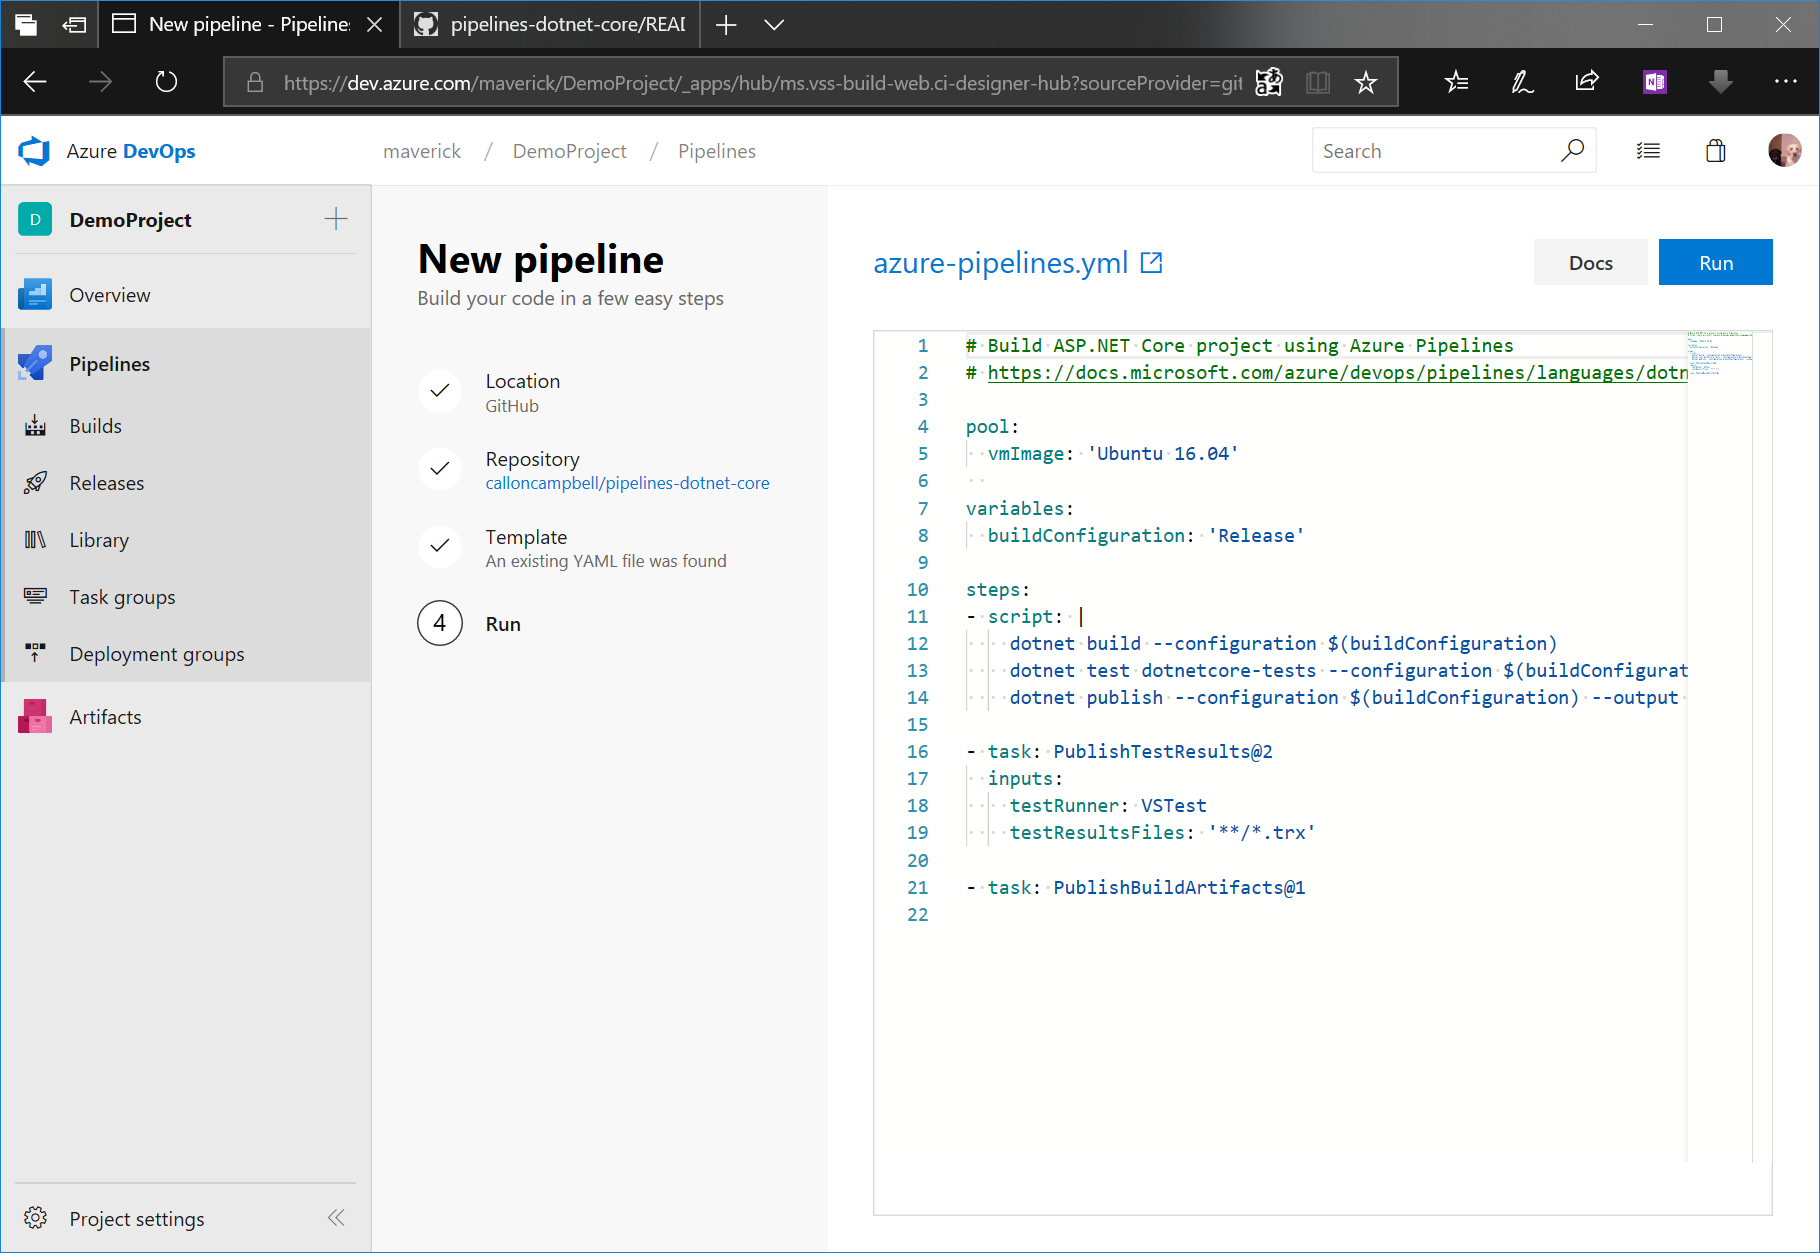 New pipeline - Pipeline
pipelines-dotnet-core/READ
https://dev.azure.com/maverick/DemoProject/_apps/hub/ms.vss-build-web.ci-designer-hub?sourceProvider=git
Azure DevOps
maverick / DemoProject / Pipelines
Search
D DemoProject
Overview
Pipelines
Builds
Releases
Library
Task groups
Deployment groups
Artifacts
Project settings
New pipeline
Build your code in a few easy steps
Location
GitHub
Repository
calloncampbell/pipelines-dotnet-core
Template
An existing YAML file was found
4 Run
azure-pipelines.yml
Docs
Run
1 # Build ASP.NET Core project using Azure Pipelines
2 # https://docs.microsoft.com/azure/devops/pipelines/languages/dotn
3
4 pool:
5   vmImage: 'Ubuntu 16.04'
6
7 variables:
8   buildConfiguration: 'Release'
9
10 steps:
11 - script: |
12     dotnet build --configuration $(buildConfiguration)
13     dotnet test dotnetcore-tests --configuration $(buildConfigurat
14     dotnet publish --configuration $(buildConfiguration) --output
15
16 - task: PublishTestResults@2
17   inputs:
18     testRunner: VSTest
19     testResultsFiles: '**/*.trx'
20
21 - task: PublishBuildArtifacts@1
22